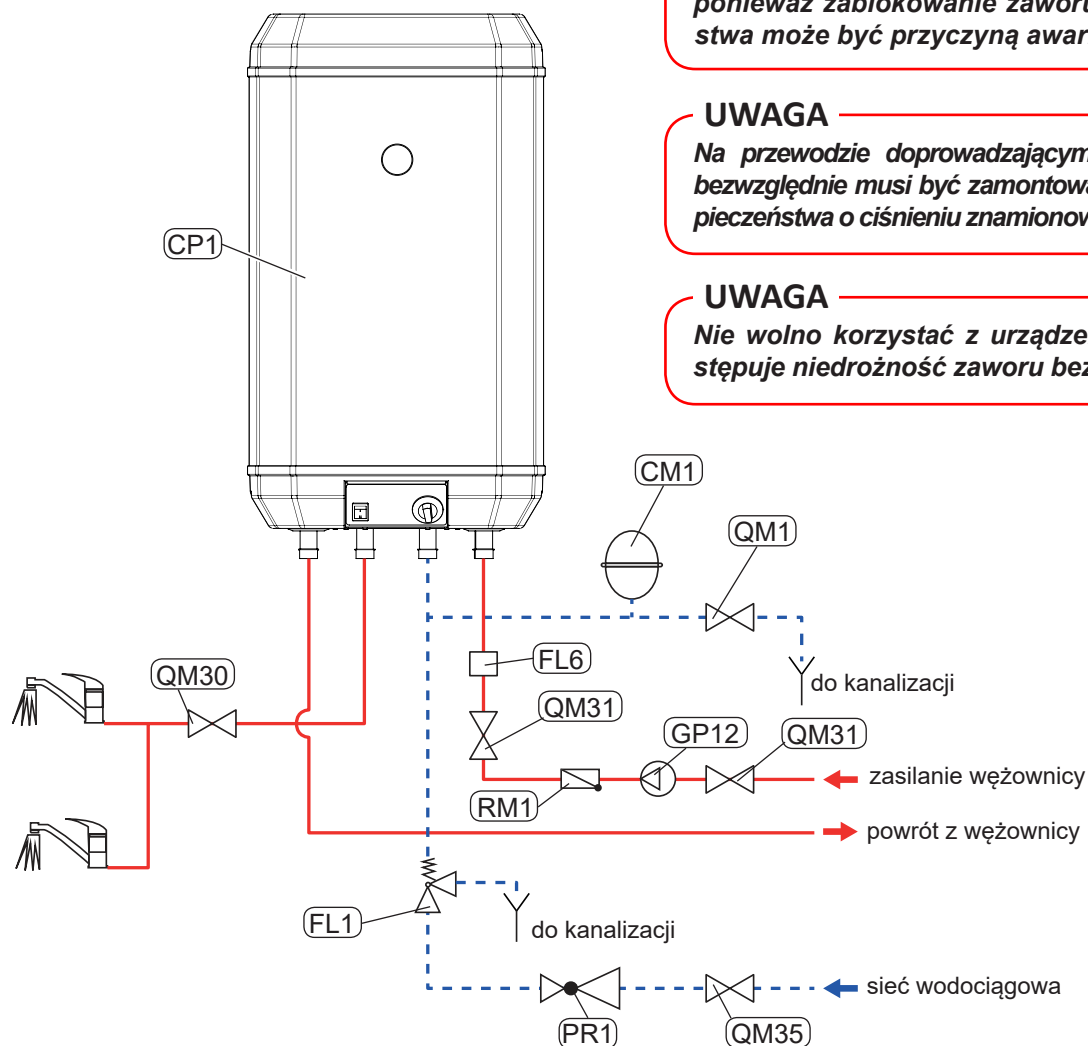 ponieważ zablokowanie zaworu
stwa może być przyczyną awar
UWAGA
Na przewodzie doprowadzającym
bezwzględnie musi być zamontowa
pieczeństwa o ciśnieniu znamionow
UWAGA
Nie wolno korzystać z urządze
stępuje niedrożność zaworu bez
CP1
CM1
QM1
do kanalizacji
FL6
QM30
QM31
GP12
QM31
zasilanie wężownicy
RM1
powrót z wężownicy
FL1
do kanalizacji
sieć wodociągowa
PR1
QM35